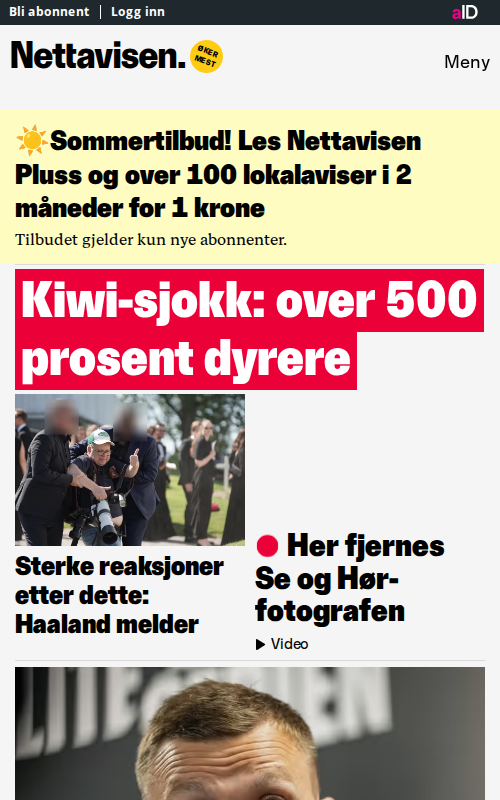 Bli abonnent | Logg inn
aID
Nettavisen.
ØKER
MEST
Meny
☀️Sommertilbud! Les Nettavisen
Pluss og over 100 lokalaviser i 2
måneder for 1 krone
Tilbudet gjelder kun nye abonnenter.
Kiwi-sjokk: over 500
prosent dyrere
Sterke reaksjoner
etter dette:
Haaland melder
Her fjernes
Se og Hør-
fotografen
Video